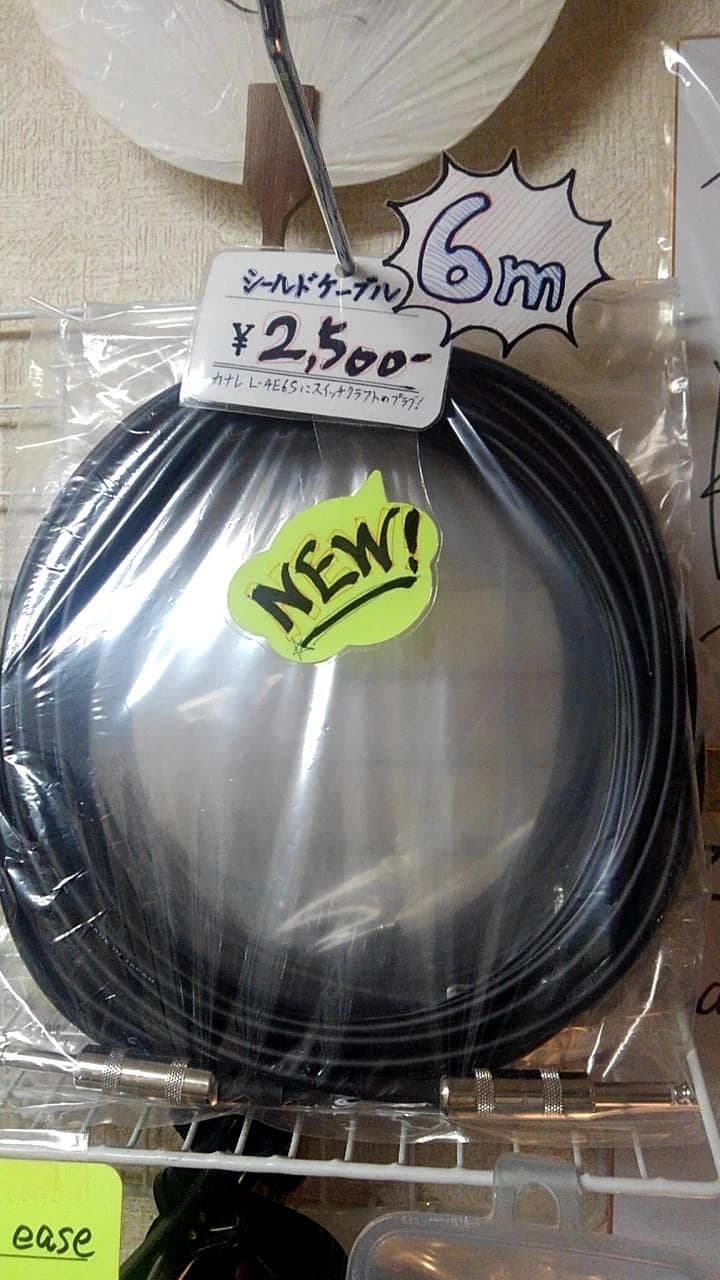 6m
シールドケーブル
¥2,500-
カナレ L-4E6Sにスイッチクラフトのプラグ!
NEW!
ease